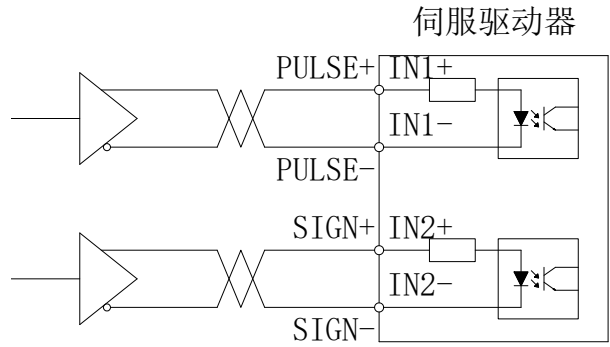 伺服驱动器
PULSE+ IN1+
IN1-
PULSE-
SIGN+ IN2+
IN2-
SIGN-